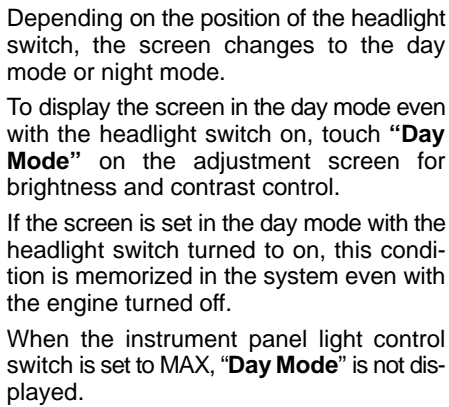 Depending on the position of the headlight
switch, the screen changes to the day
mode or night mode.
To display the screen in the day mode even
with the headlight switch on, touch “Day
Mode” on the adjustment screen for
brightness and contrast control.
If the screen is set in the day mode with the
headlight switch turned to on, this condi-
tion is memorized in the system even with
the engine turned off.
When the instrument panel light control
switch is set to MAX, “Day Mode” is not dis-
played.